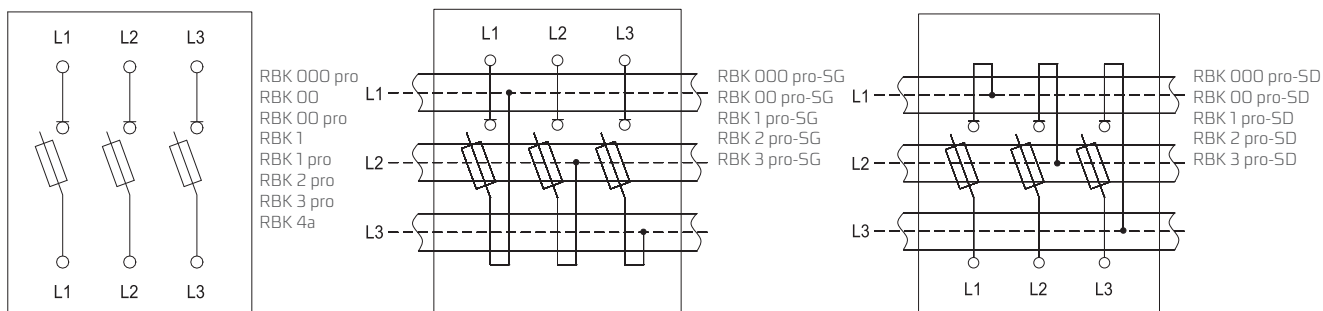 L1 L2 L3
L1 L2 L3
RBK 000 pro
RBK 00
RBK 00 pro
RBK 1
RBK 1 pro
RBK 2 pro
RBK 3 pro
RBK 4a
L1 L2 L3
L1
L2
L3
RBK 000 pro-SG
RBK 00 pro-SG
RBK 1 pro-SG
RBK 2 pro-SG
RBK 3 pro-SG
L1
L2
L3
L1 L2 L3
RBK 000 pro-SD
RBK 00 pro-SD
RBK 1 pro-SD
RBK 2 pro-SD
RBK 3 pro-SD